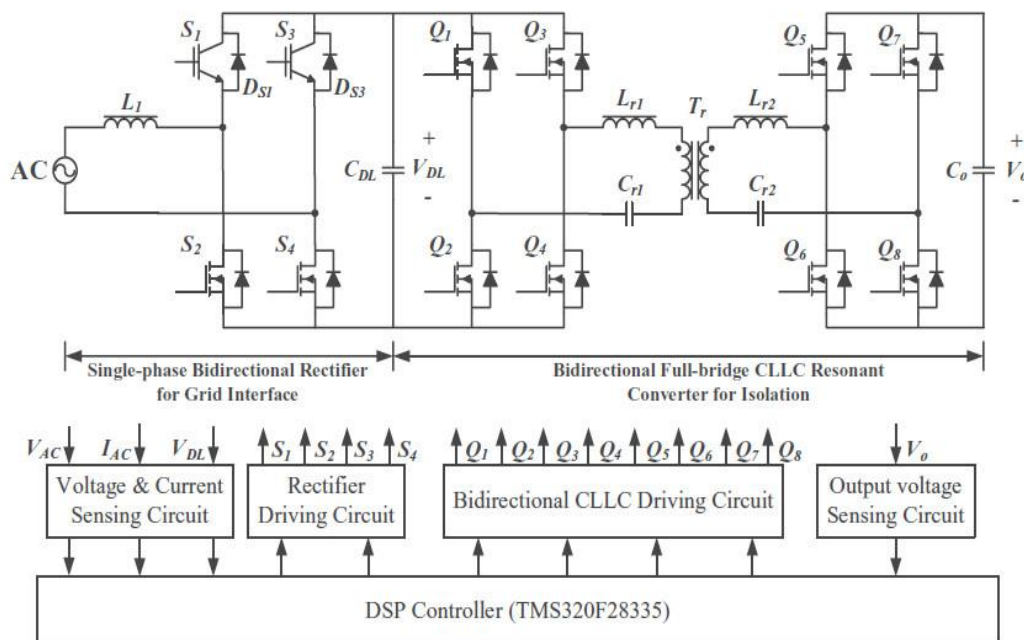 S1
S3
Q1
Q3
Q5
Q7
DS1
DS3
L1
Lr1
Tr
Lr2
AC
CDL
+
VDL
-
Co
+
Vo
-
Cr1
Cr2
S2
S4
Q2
Q4
Q6
Q8
Single-phase Bidirectional Rectifier
for Grid Interface
Bidirectional Full-bridge CLLC Resonant
Converter for Isolation
VAC IAC VDL
S1 S2 S3 S4
Q1 Q2 Q3 Q4 Q5 Q6 Q7 Q8
Vo
Voltage & Current
Sensing Circuit
Rectifier
Driving Circuit
Bidirectional CLLC Driving Circuit
Output voltage
Sensing Circuit
DSP Controller (TMS320F28335)